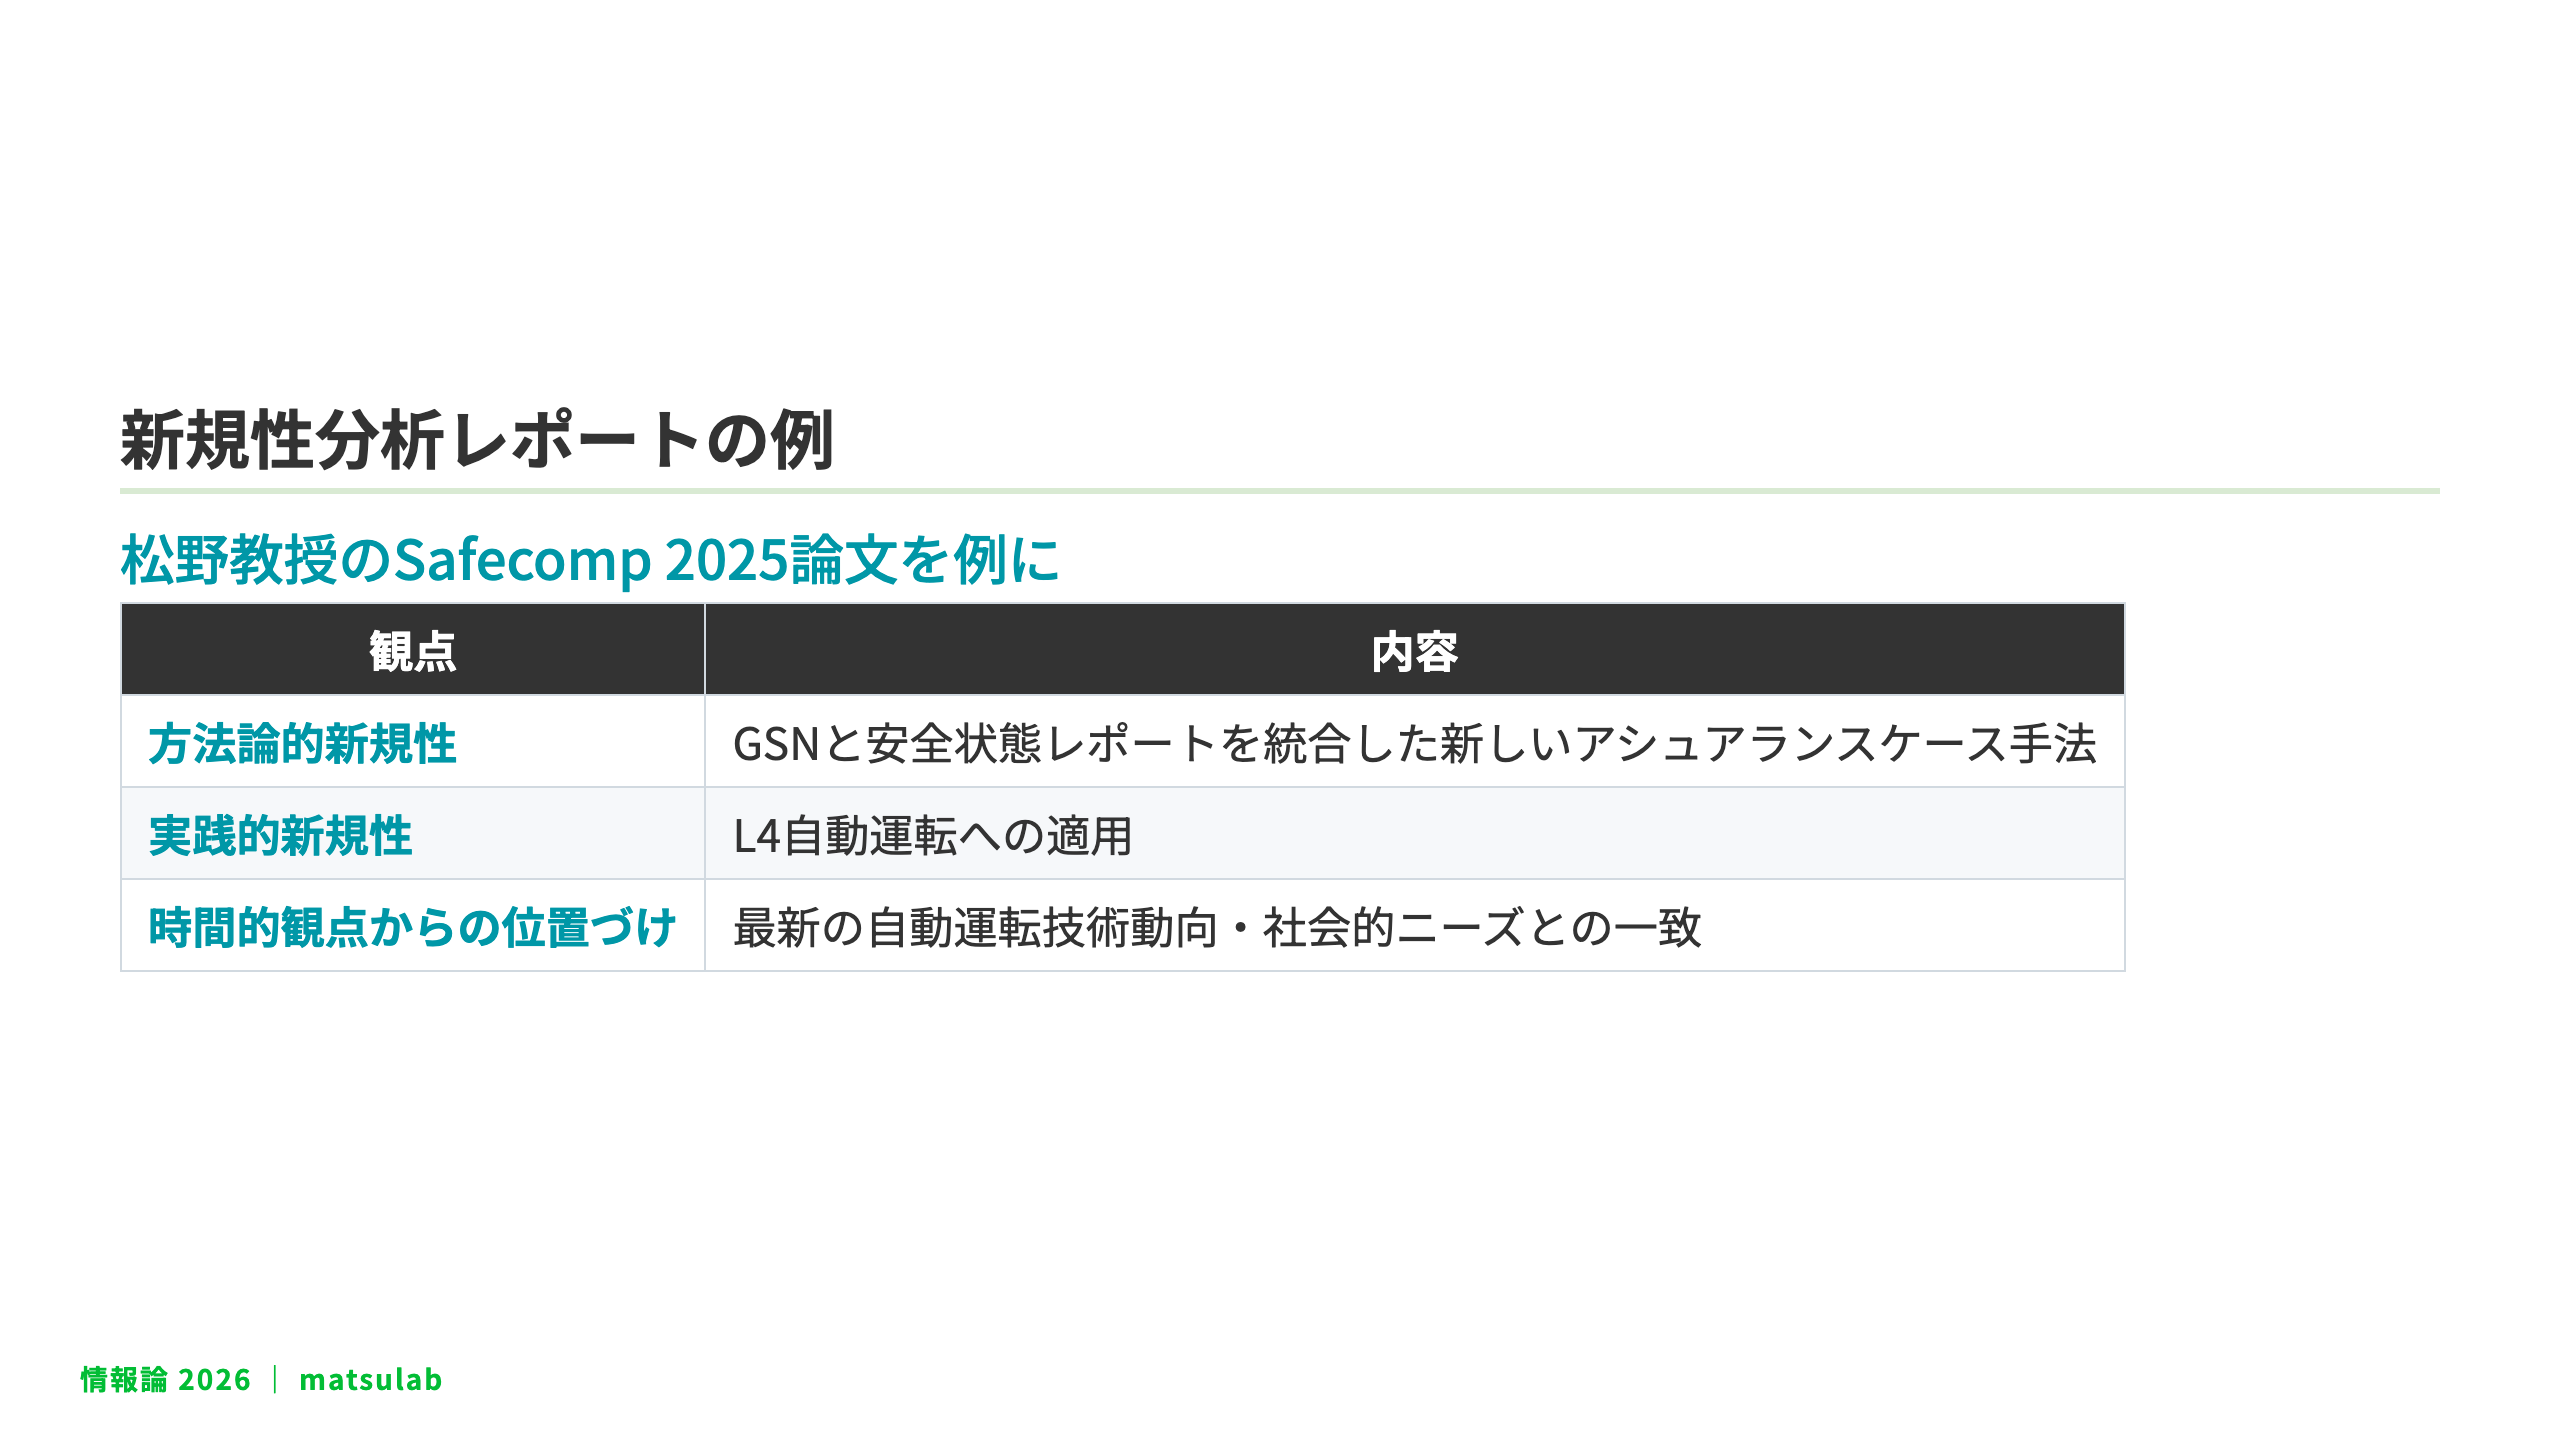 新規性分析レポートの例
松野教授のSafecomp 2025論文を例に
観点 内容
方法論的新規性 GSNと安全状態レポートを統合した新しいアシュアランスケース手法
実践的新規性 L4自動運転への適用
時間的観点からの位置づけ 最新の自動運転技術動向・社会的ニーズとの一致
情報論 2026 ｜ matsulab